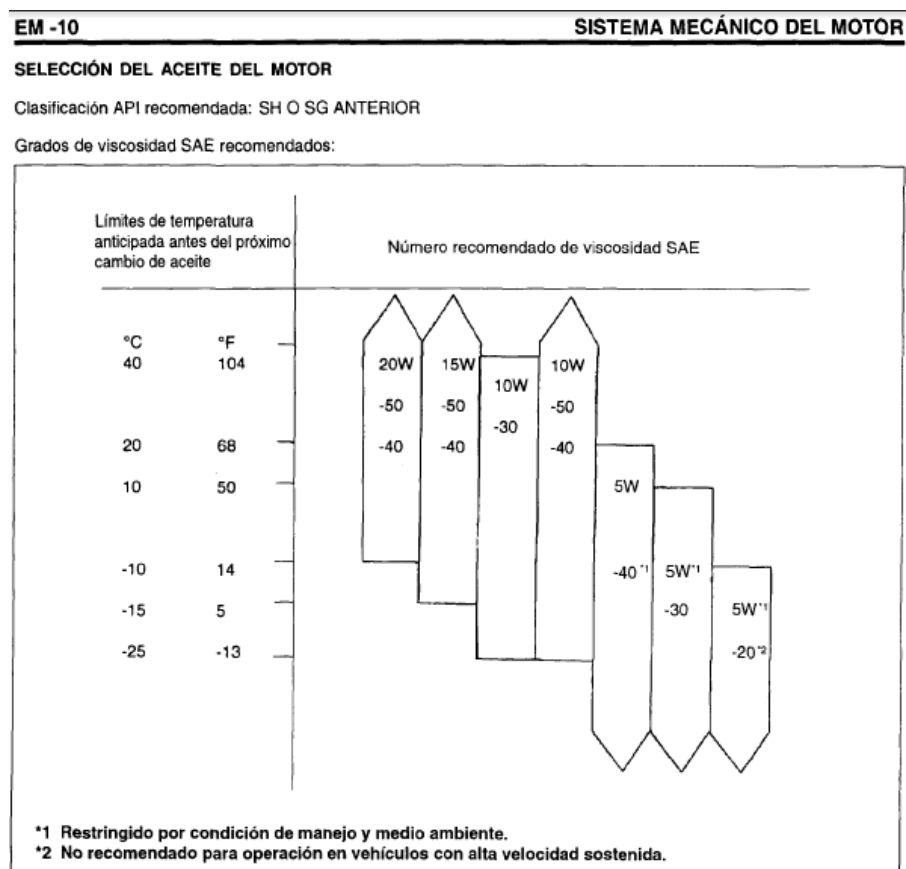 EM -10
SISTEMA MECÁNICO DEL MOTOR
SELECCIÓN DEL ACEITE DEL MOTOR
Clasificación API recomendada: SH O SG ANTERIOR
Grados de viscosidad SAE recomendados:
Límites de temperatura
anticipada antes del próximo
cambio de aceite
Número recomendado de viscosidad SAE
°C °F
40 104
20 68
10 50
-10 14
-15 5
-25 -13
20W
-50
-40
15W
-50
-40
10W
-30
10W
-50
-40
5W
-40*1
5W*1
-30
5W*1
-20*2
*1 Restringido por condición de manejo y medio ambiente.
*2 No recomendado para operación en vehículos con alta velocidad sostenida.